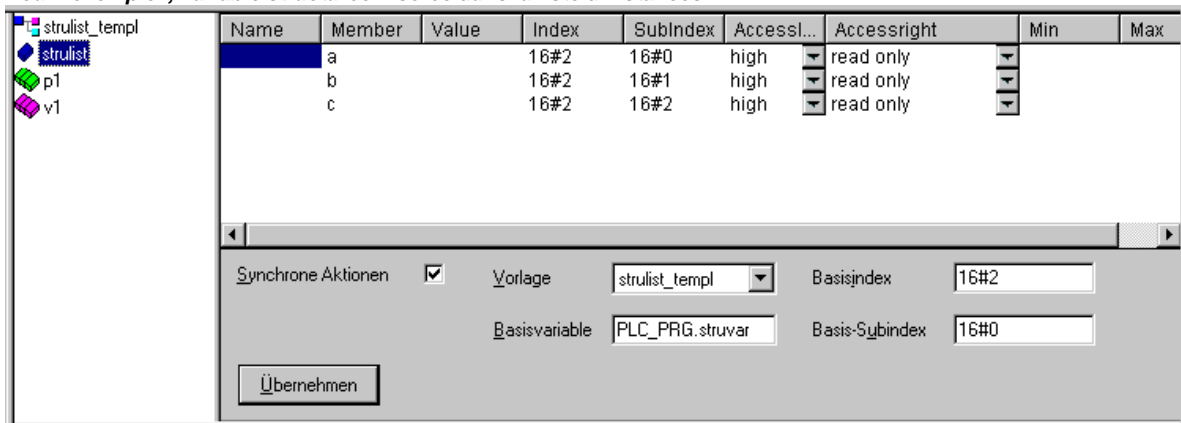 strulist_templ
strulist
p1
v1
Name Member Value Index SubIndex Accessl... Accessright Min Max
a 16#2 16#0 high read only
b 16#2 16#1 high read only
c 16#2 16#2 high read only
Synchrone Aktionen Vorlage strulist_templ Basisindex 16#2
Basisvariable PLC_PRG.struvar Basis-Subindex 16#0
Übernehmen